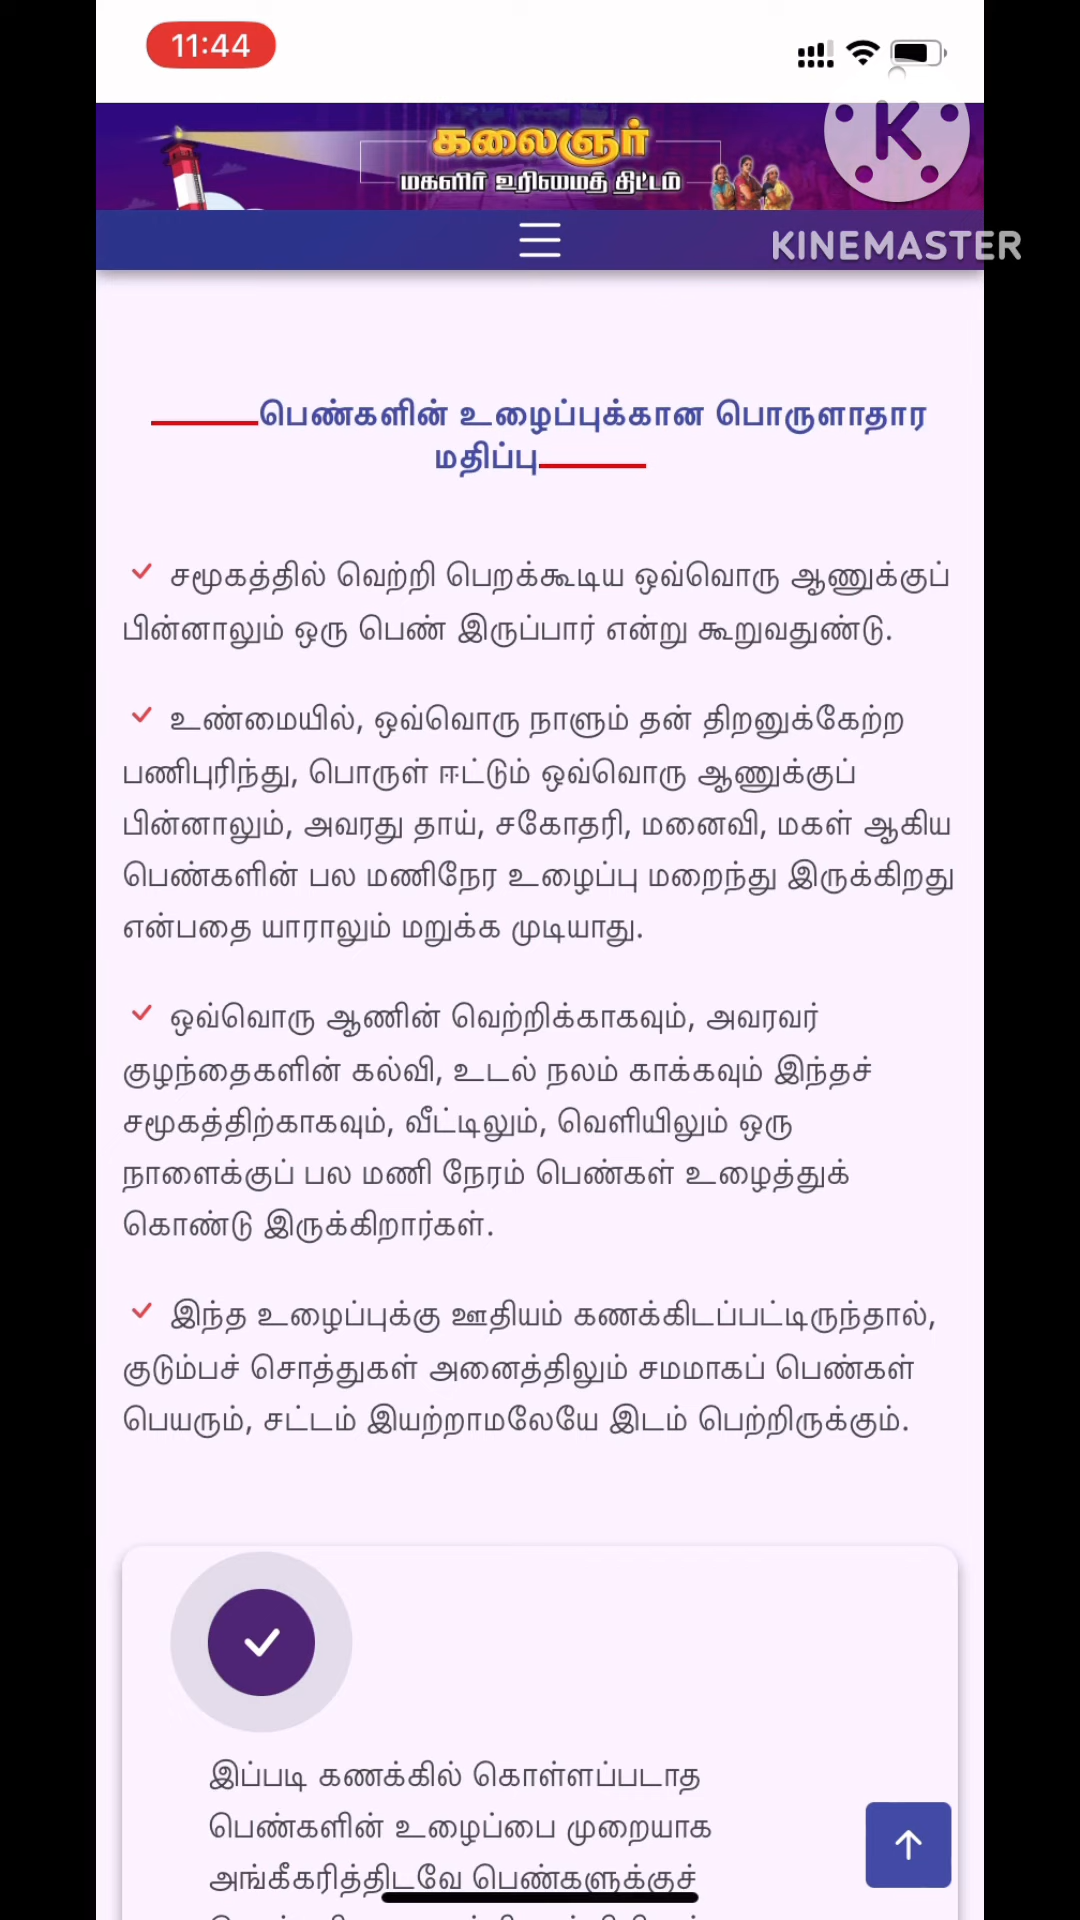 11:44
கலைஞர்
மகளிர் உரிமைத் திட்டம்
K
KINEMASTER
பெண்களின் உழைப்புக்கான பொருளாதார
மதிப்பு
சமூகத்தில் வெற்றி பெறக்கூடிய ஒவ்வொரு ஆணுக்குப்
பின்னாலும் ஒரு பெண் இருப்பார் என்று கூறுவதுண்டு.
உண்மையில், ஒவ்வொரு நாளும் தன் திறனுக்கேற்ற
பணிபுரிந்து, பொருள் ஈட்டும் ஒவ்வொரு ஆணுக்குப்
பின்னாலும், அவரது தாய், சகோதரி, மனைவி, மகள் ஆகிய
பெண்களின் பல மணிநேர உழைப்பு மறைந்து இருக்கிறது
என்பதை யாராலும் மறுக்க முடியாது.
ஒவ்வொரு ஆணின் வெற்றிக்காகவும், அவரவர்
குழந்தைகளின் கல்வி, உடல் நலம் காக்கவும் இந்தச்
சமூகத்திற்காகவும், வீட்டிலும், வெளியிலும் ஒரு
நாளைக்குப் பல மணி நேரம் பெண்கள் உழைத்துக்
கொண்டு இருக்கிறார்கள்.
இந்த உழைப்புக்கு ஊதியம் கணக்கிடப்பட்டிருந்தால்,
குடும்பச் சொத்துகள் அனைத்திலும் சமமாகப் பெண்கள்
பெயரும், சட்டம் இயற்றாமலேயே இடம் பெற்றிருக்கும்.
இப்படி கணக்கில் கொள்ளப்படாத
பெண்களின் உழைப்பை முறையாக
அங்கீகரித்திடவே பெண்களுக்குச்